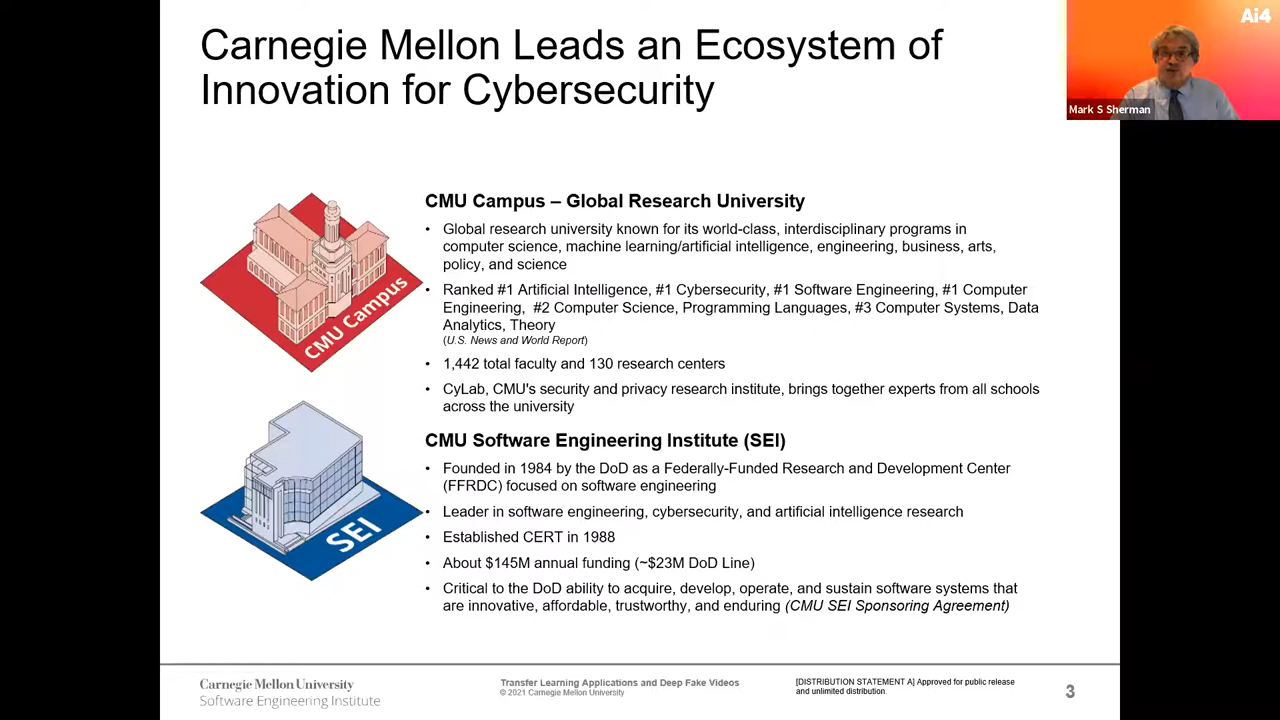 Carnegie Mellon Leads an Ecosystem of
Innovation for Cybersecurity
Ai4
Mark S Sherman
CMU Campus
CMU Campus – Global Research University
• Global research university known for its world-class, interdisciplinary programs in
computer science, machine learning/artificial intelligence, engineering, business, arts,
policy, and science
• Ranked #1 Artificial Intelligence, #1 Cybersecurity, #1 Software Engineering, #1 Computer
Engineering, #2 Computer Science, Programming Languages, #3 Computer Systems, Data
Analytics, Theory
(U.S. News and World Report)
• 1,442 total faculty and 130 research centers
• CyLab, CMU's security and privacy research institute, brings together experts from all schools
across the university
SEI
CMU Software Engineering Institute (SEI)
• Founded in 1984 by the DoD as a Federally-Funded Research and Development Center
(FFRDC) focused on software engineering
• Leader in software engineering, cybersecurity, and artificial intelligence research
• Established CERT in 1988
• About $145M annual funding (~$23M DoD Line)
• Critical to the DoD ability to acquire, develop, operate, and sustain software systems that
are innovative, affordable, trustworthy, and enduring (CMU SEI Sponsoring Agreement)
Carnegie Mellon University
Software Engineering Institute
Transfer Learning Applications and Deep Fake Videos
© 2021 Carnegie Mellon University
[DISTRIBUTION STATEMENT A] Approved for public release
and unlimited distribution.
3